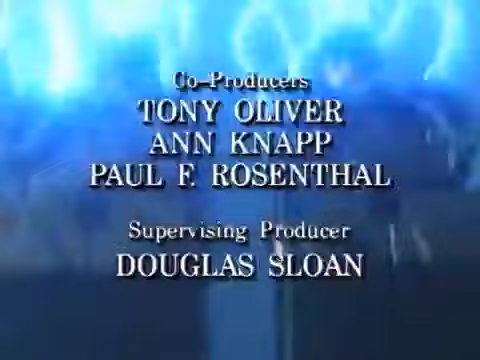 Co-Producers
TONY OLIVER
ANN KNAPP
PAUL F. ROSENTHAL
Supervising Producer
DOUGLAS SLOAN